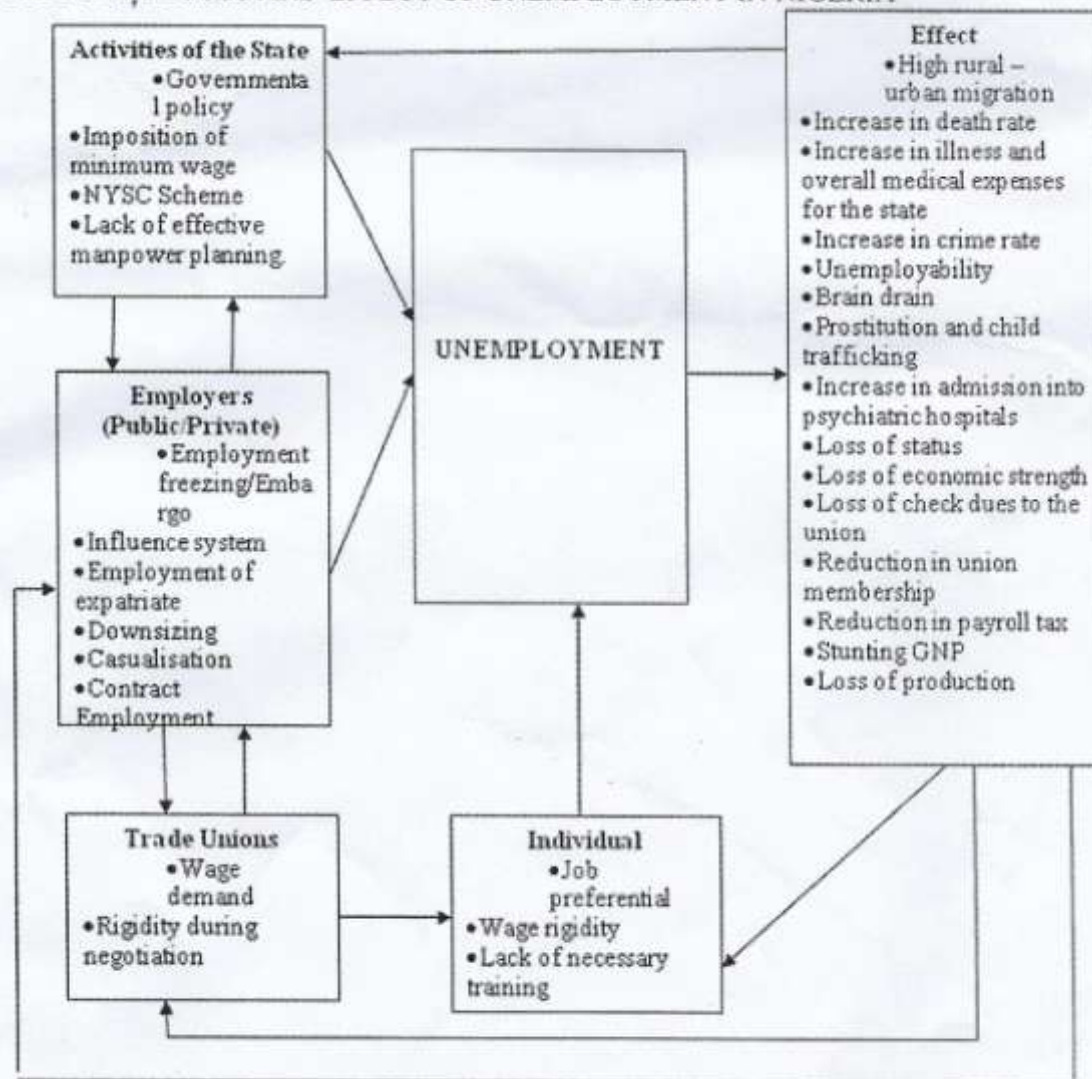 Activities of the State
•Governmenta
l policy
•Imposition of
minimum wage
•NYSC Scheme
•Lack of effective
manpower planning.
Employers
(Public/Private)
•Employment
freezing/Emba
rgo
•Influence system
•Employment of
expatriate
•Downsizing
•Casualisation
•Contract
Employment
Trade Unions
•Wage
demand
•Rigidity during
negotiation
UNEMPLOYMENT
Individual
•Job
preferential
•Wage rigidity
•Lack of necessary
training
Effect
•High rural –
urban migration
•Increase in death rate
•Increase in illness and
overall medical expenses
for the state
•Increase in crime rate
•Unemployability
•Brain drain
•Prostitution and child
trafficking
•Increase in admission into
psychiatric hospitals
•Loss of status
•Loss of economic strength
•Loss of check dues to the
union
•Reduction in union
membership
•Reduction in payroll tax
•Stunting GNP
•Loss of production